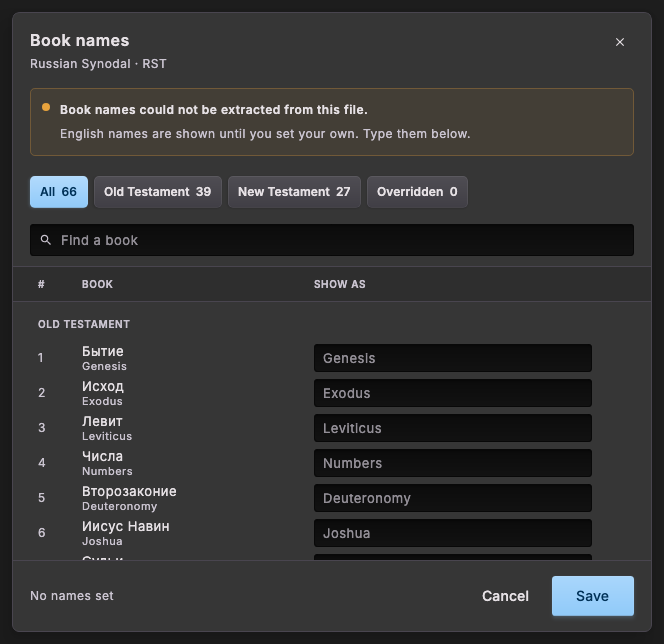 Book names
Russian Synodal · RST
Book names could not be extracted from this file.
English names are shown until you set your own. Type them below.
All 66 Old Testament 39 New Testament 27 Overridden 0
Find a book
# BOOK SHOW AS
OLD TESTAMENT
1 Бытие Genesis
Genesis
2 Исход Exodus
Exodus
3 Левит Leviticus
Leviticus
4 Числа Numbers
Numbers
5 Второзаконие Deuteronomy
Deuteronomy
6 Иисус Навин Joshua
Joshua
No names set Cancel Save